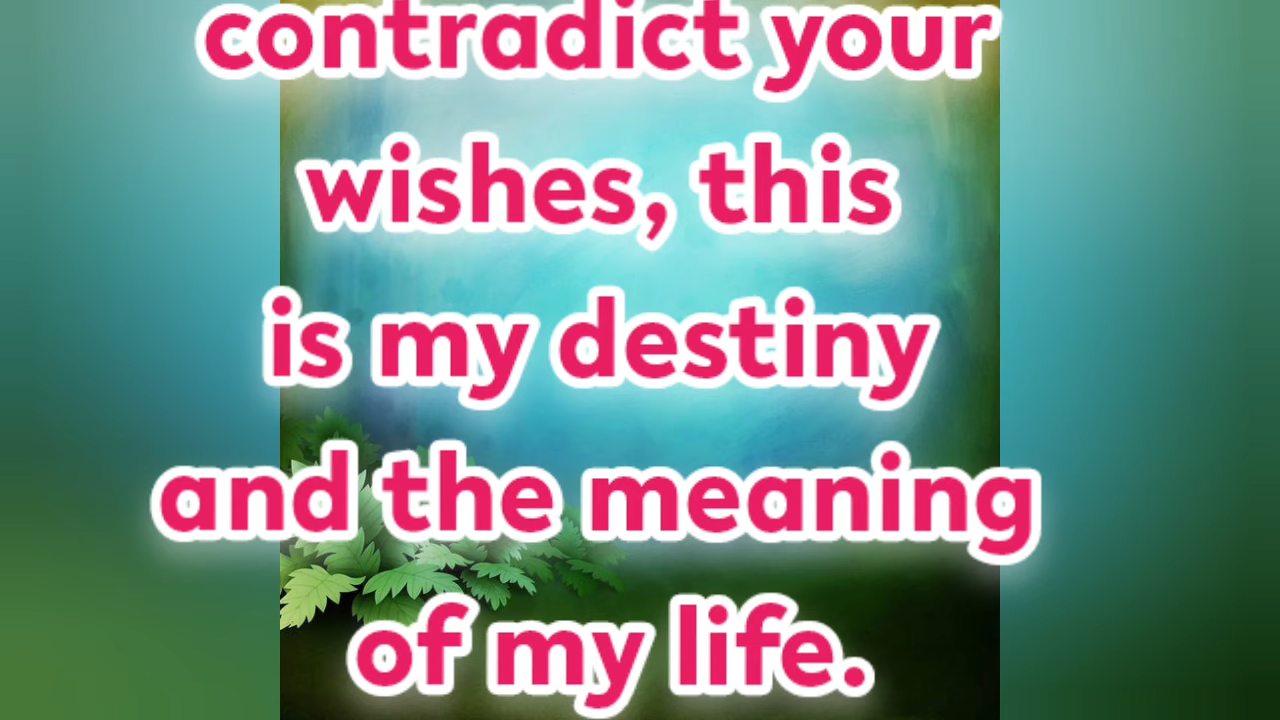 contradict your
wishes, this
is my destiny
and the meaning
of my life.